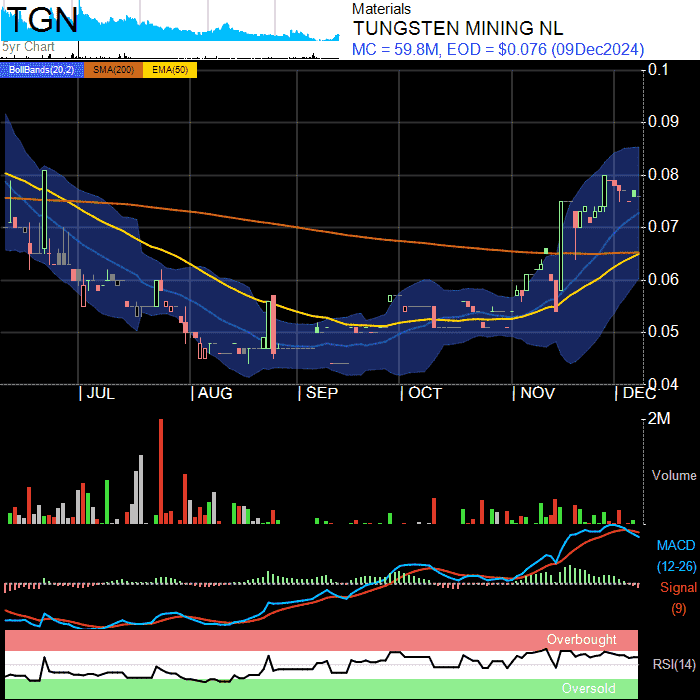 TGN
5yr Chart
Materials
TUNGSTEN MINING NL
MC = 59.8M, EOD = $0.076 (09Dec2024)
BollBands(20,2) SMA(200) EMA(50)
0.1
0.09
0.08
0.07
0.06
0.05
0.04
JUL AUG SEP OCT NOV DEC
2M
Volume
MACD
(12-26)
Signal
(9)
Overbought
RSI(14)
Oversold